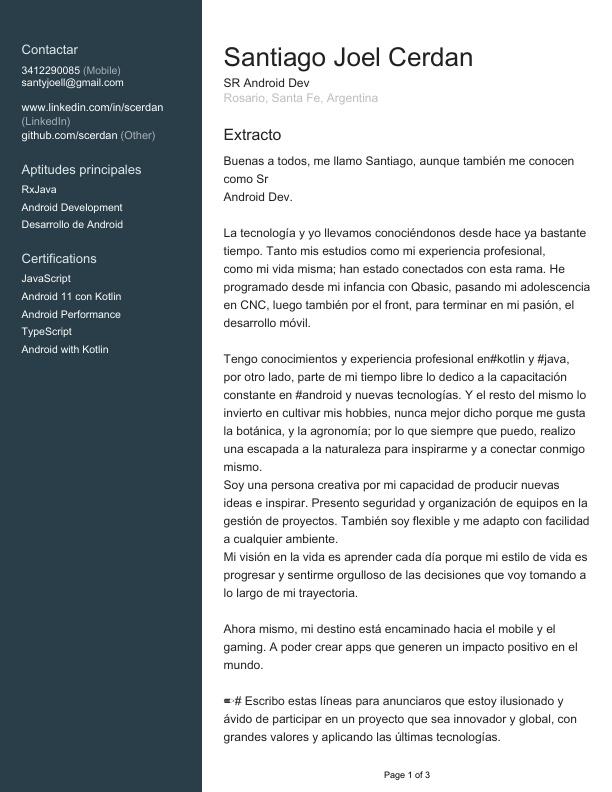 Contactar
3412290085 (Mobile)
santyjoell@gmail.com
www.linkedin.com/in/scerdan
(LinkedIn)
github.com/scerdan (Other)
Aptitudes principales
RxJava
Android Development
Desarrollo de Android
Certifications
JavaScript
Android 11 con Kotlin
Android Performance
TypeScript
Android with Kotlin
Santiago Joel Cerdan
SR Android Dev
Rosario, Santa Fe, Argentina
Extracto
Buenas a todos, me llamo Santiago, aunque también me conocen
como Sr
Android Dev.
La tecnología y yo llevamos conociéndonos desde hace ya bastante
tiempo. Tanto mis estudios como mi experiencia profesional,
como mi vida misma; han estado conectados con esta rama. He
programado desde mi infancia con Qbasic, pasando mi adolescencia
en CNC, luego también por el front, para terminar en mi pasión, el
desarrollo móvil.
Tengo conocimientos y experiencia profesional en#kotlin y #java,
por otro lado, parte de mi tiempo libre lo dedico a la capacitación
constante en #android y nuevas tecnologías. Y el resto del mismo lo
invierto en cultivar mis hobbies, nunca mejor dicho porque me gusta
la botánica, y la agronomía; por lo que siempre que puedo, realizo
una escapada a la naturaleza para inspirarme y a conectar conmigo
mismo.
Soy una persona creativa por mi capacidad de producir nuevas
ideas e inspirar. Presento seguridad y organización de equipos en la
gestión de proyectos. También soy flexible y me adapto con facilidad
a cualquier ambiente.
Mi visión en la vida es aprender cada día porque mi estilo de vida es
progresar y sentirme orgulloso de las decisiones que voy tomando a
lo largo de mi trayectoria.
Ahora mismo, mi destino está encaminado hacia el mobile y el
gaming. A poder crear apps que generen un impacto positivo en el
mundo.
# Escribo estas líneas para anunciaros que estoy ilusionado y
ávido de participar en un proyecto que sea innovador y global, con
grandes valores y aplicando las últimas tecnologías.
Page 1 of 3